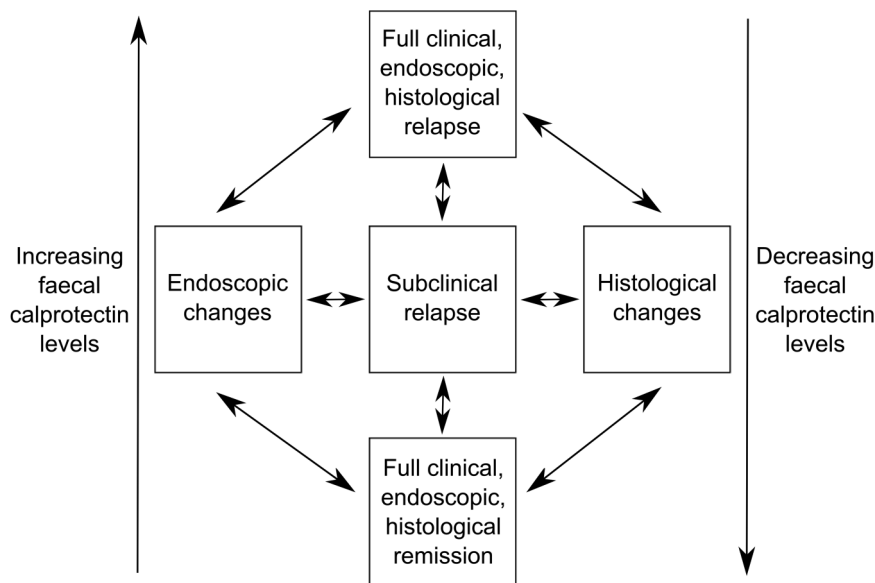 Full clinical,
endoscopic,
histological
relapse
Increasing
faecal
calprotectin
levels
Endoscopic
changes
Subclinical
relapse
Histological
changes
Decreasing
faecal
calprotectin
levels
Full clinical,
endoscopic,
histological
remission